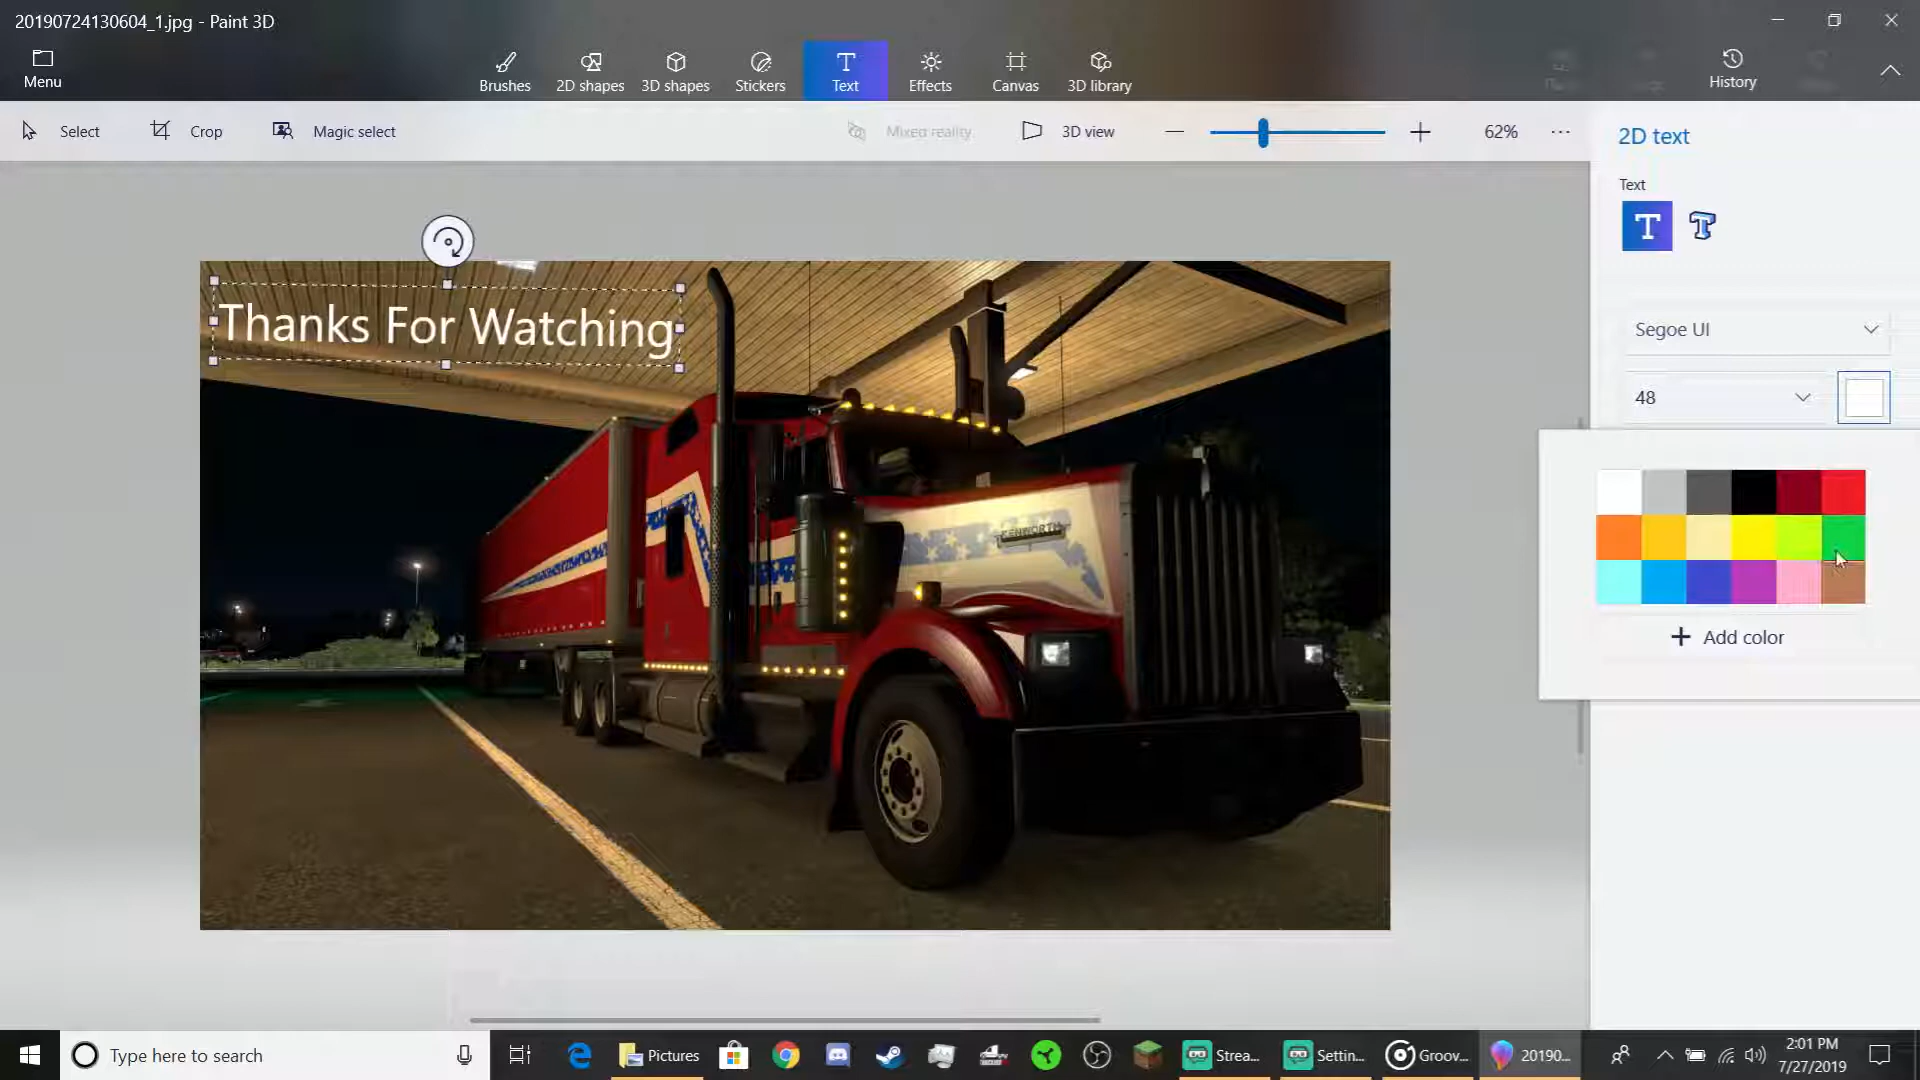 20190724130604_1.jpg - Paint 3D
Menu
Brushes
2D shapes
3D shapes
Stickers
Text
Effects
Canvas
3D library
History
Select
Crop
Magic select
Mixed reality
3D view
62%
2D text
Text
Segoe UI
48
Thanks For Watching
KENWORTH
Add color
Type here to search
Pictures
Strea...
Settin...
Groov...
20190...
2:01 PM
7/27/2019